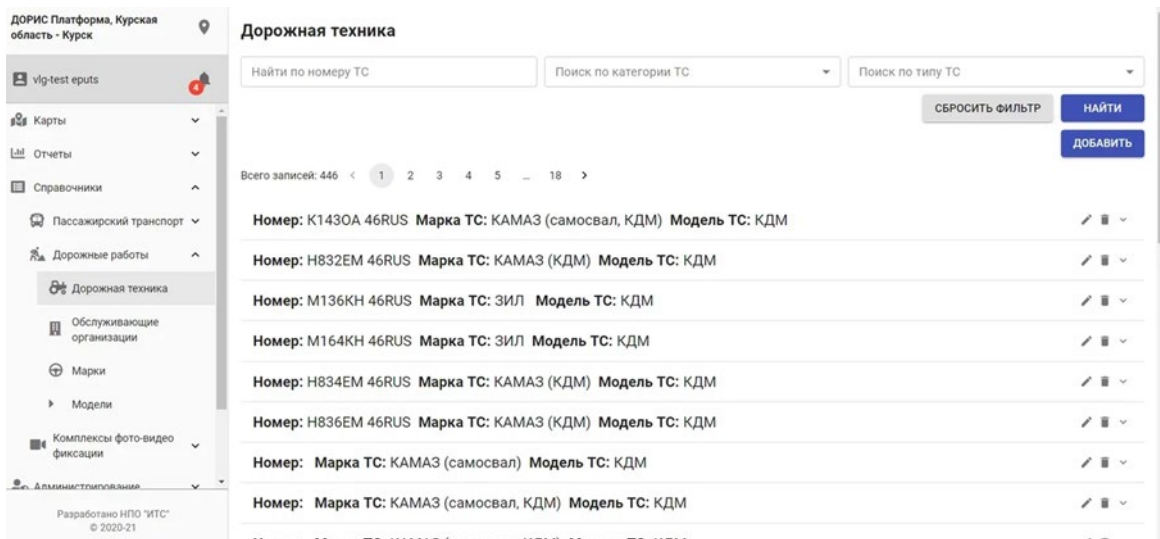 ДОРИС Платформа, Курская
область - Курск
vlg-test eputs
4
Карты
Отчеты
Справочники
Пассажирский транспорт
Дорожные работы
Дорожная техника
Обслуживающие
организации
Марки
Модели
Комплексы фото-видео
фиксации
Администрирование
Разработано НПО "ИТС"
© 2020-21
Дорожная техника
Найти по номеру ТС
Поиск по категории ТС
Поиск по типу ТС
СБРОСИТЬ ФИЛЬТР
НАЙТИ
ДОБАВИТЬ
Всего записей: 446 < 1 2 3 4 5 ... 18 >
Номер: К143ОА 46RUS Марка ТС: КАМАЗ (самосвал, КДМ) Модель ТС: КДМ
Номер: Н832ЕМ 46RUS Марка ТС: КАМАЗ (КДМ) Модель ТС: КДМ
Номер: М136КН 46RUS Марка ТС: ЗИЛ Модель ТС: КДМ
Номер: М164КН 46RUS Марка ТС: ЗИЛ Модель ТС: КДМ
Номер: Н834ЕМ 46RUS Марка ТС: КАМАЗ (КДМ) Модель ТС: КДМ
Номер: Н836ЕМ 46RUS Марка ТС: КАМАЗ (КДМ) Модель ТС: КДМ
Номер: Марка ТС: КАМАЗ (самосвал) Модель ТС: КДМ
Номер: Марка ТС: КАМАЗ (самосвал, КДМ) Модель ТС: КДМ